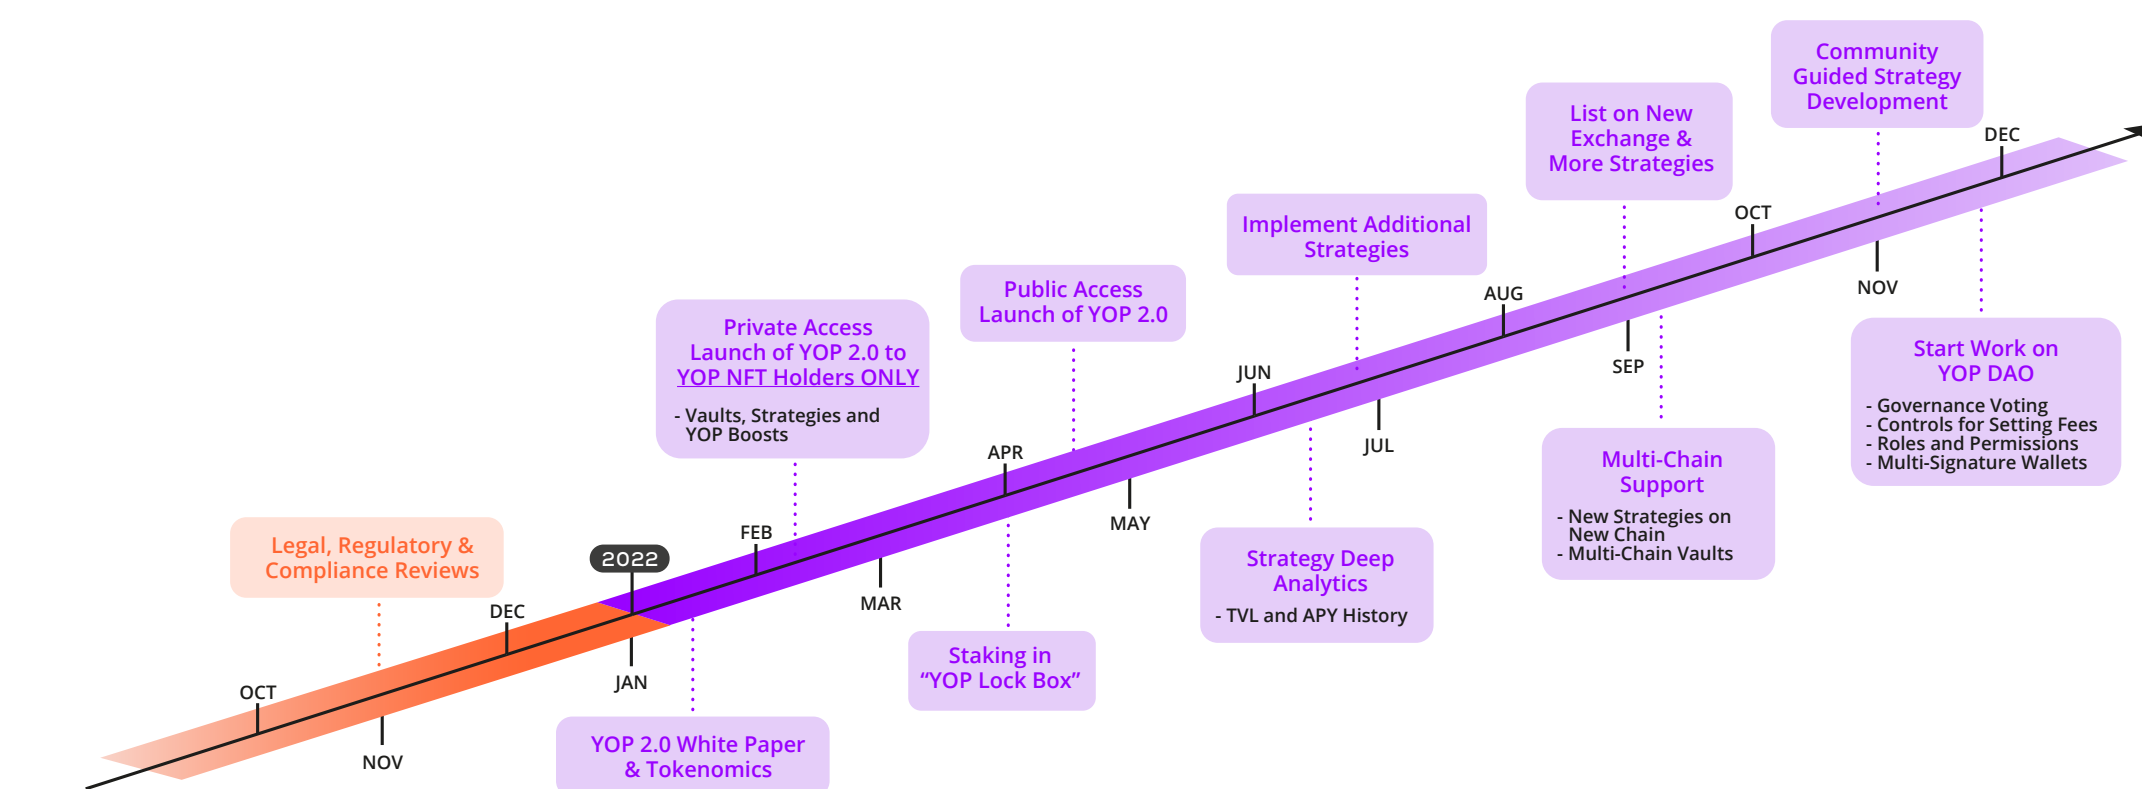 Community
Guided Strategy
Development
List on New
Exchange &
More Strategies
DEC
Implement Additional
Strategies
OCT
Public Access
Launch of YOP 2.0
AUG
NOV
Private Access
Launch of YOP 2.0 to
YOP NFT Holders ONLY
- Vaults, Strategies and
YOP Boosts
JUN
SEP
Start Work on
YOP DAO
- Governance Voting
- Controls for Setting Fees
- Roles and Permissions
- Multi-Signature Wallets
APR
JUL
Multi-Chain
Support
- New Strategies on
New Chain
- Multi-Chain Vaults
Legal, Regulatory &
Compliance Reviews
2022
FEB
MAY
Strategy Deep
Analytics
- TVL and APY History
DEC
MAR
Staking in
“YOP Lock Box”
OCT
JAN
NOV
YOP 2.0 White Paper
& Tokenomics